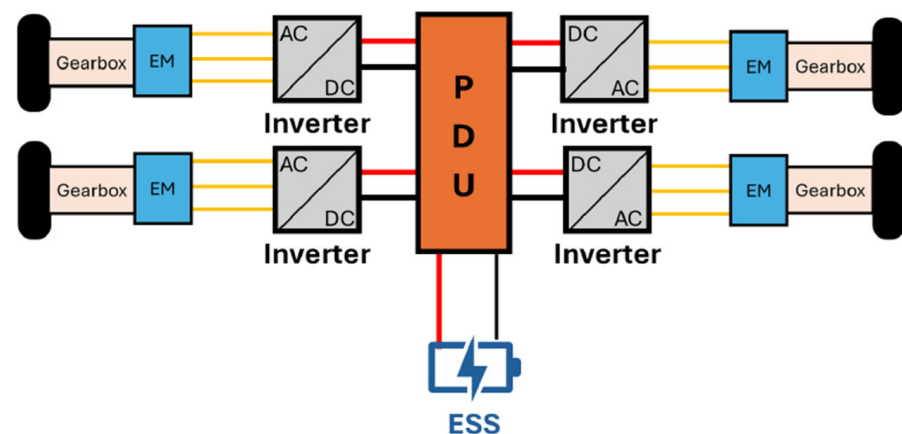 Gearbox
EM
AC
DC
Inverter
P
D
U
DC
AC
Inverter
EM
Gearbox
Gearbox
EM
AC
DC
Inverter
DC
AC
Inverter
EM
Gearbox
ESS